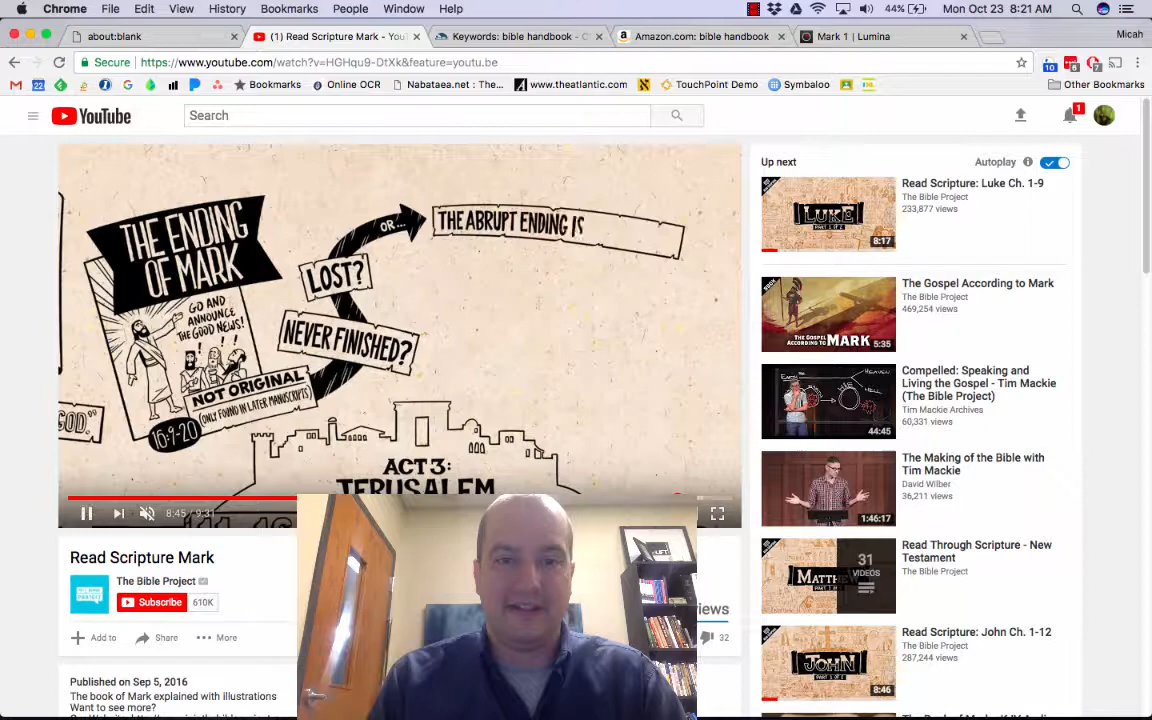 Chrome File Edit View History Bookmarks People Window Help
44% Mon Oct 23 8:21 AM
about:blank
(1) Read Scripture Mark - You
Keywords: bible handbook - C
Amazon.com: bible handbook
Mark 1 | Lumina
Micah
Secure https://www.youtube.com/watch?v=HGHqu9-DtXk&feature=youtu.be
10
Bookmarks
Online OCR
Nabataea.net : The...
www.theatlantic.com
TouchPoint Demo
Symbaloo
Other Bookmarks
YouTube
Search
1
THE ENDING
OF MARK
GO AND
ANNOUNCE
THE GOOD NEWS!
NOT ORIGINAL
(ONLY FOUND IN LATER MANUSCRIPTS)
16:9-20
GOD."
NEVER FINISHED?
LOST?
OR...
THE ABRUPT ENDING IS
ACT 3:
JERUSALEM
8:45 / 9:31
Read Scripture Mark
The Bible Project
Subscribe 610K
iews
Add to Share More
32
Published on Sep 5, 2016
The book of Mark explained with illustrations
Want to see more?
Up next
Autoplay
LUKE
8:17
Read Scripture: Luke Ch. 1-9
The Bible Project
233,877 views
THE GOSPEL
ACCORDING TO MARK
5:35
The Gospel According to Mark
The Bible Project
469,254 views
44:45
Compelled: Speaking and
Living the Gospel - Tim Mackie
(The Bible Project)
Tim Mackie Archives
60,331 views
1:46:17
The Making of the Bible with
Tim Mackie
David Wilber
36,211 views
MATTHEW
31
VIDEOS
Read Through Scripture - New
Testament
The Bible Project
JOHN
8:46
Read Scripture: John Ch. 1-12
The Bible Project
287,244 views